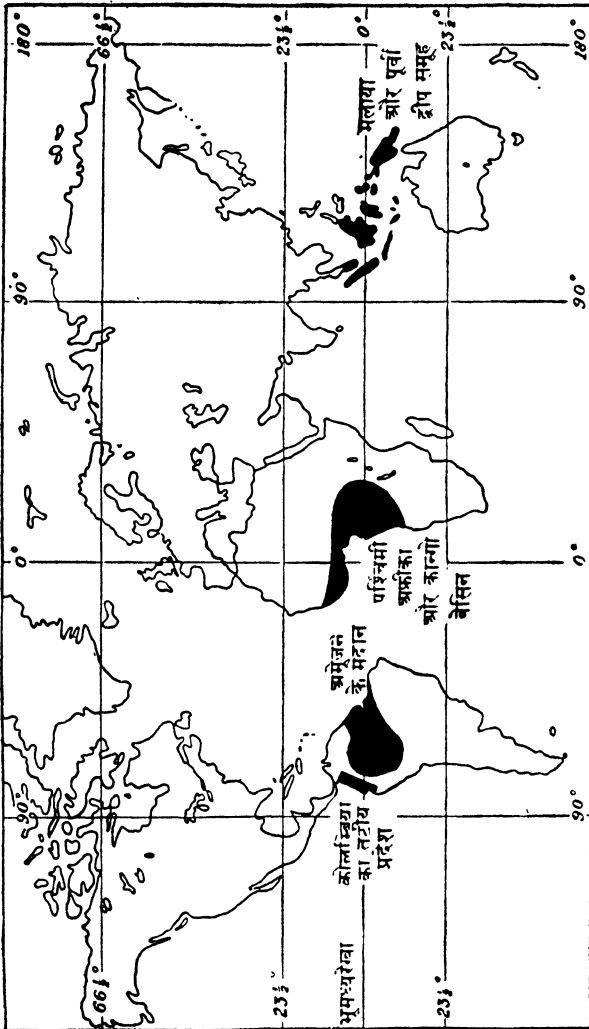 180°
90°
0°
90°
66½°
66½°
23½°
23½°
0°
23½°
23½°
भूमध्यरेखा
कोलम्बिया
का तटीय
प्रदेश
अमेज़न
के मैदान
पश्चिमी
अफ्रीका
और कान्गो
बेसिन
मलाया
और पूर्वी
द्वीप समूह
90°
0°
90°
180°